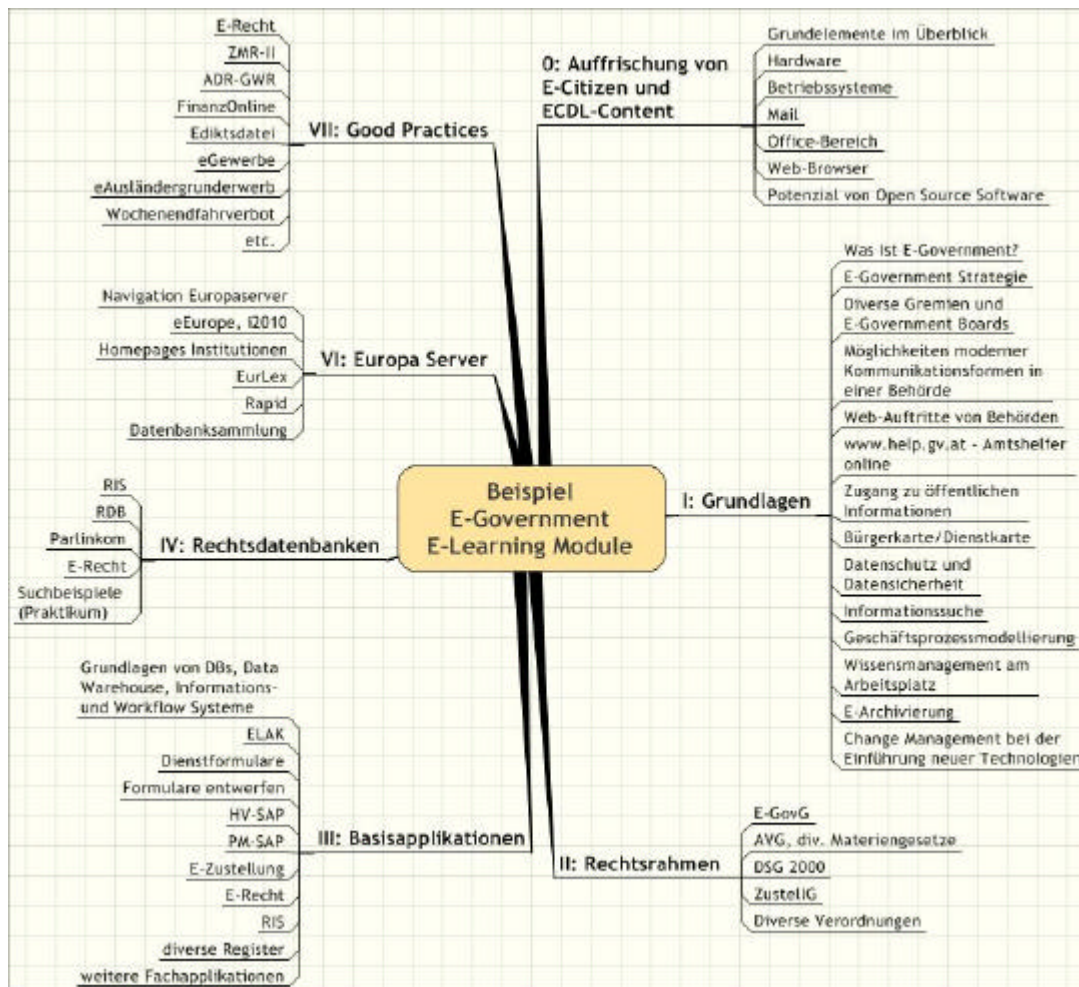 Beispiel
E-Government
E-Learning Module
0: Auffrischung von
E-Citizen und
ECDL-Content
Grundelemente im Überblick
Hardware
Betriebssysteme
Mail
Office-Bereich
Web-Browser
Potenzial von Open Source Software
I: Grundlagen
Was ist E-Government?
E-Government Strategie
Diverse Gremien und
E-Government Boards
Möglichkeiten moderner
Kommunikationsformen in
einer Behörde
Web-Auftritte von Behörden
www.help.gv.at - Amtshelfer
online
Zugang zu öffentlichen
Informationen
Bürgerkarte/Dienstkarte
Datenschutz und
Datensicherheit
Informationssuche
Geschäftsprozessmodellierung
Wissensmanagement am
Arbeitsplatz
E-Archivierung
Change Management bei der
Einführung neuer Technologien
II: Rechtsrahmen
E-GovG
AVG, div. Materiengesetze
DSG 2000
ZustellG
Diverse Verordnungen
III: Basisapplikationen
Grundlagen von DBs, Data
Warehouse, Informations-
und Workflow Systeme
ELAK
Dienstformulare
Formulare entwerfen
HV-SAP
PM-SAP
E-Zustellung
E-Recht
RIS
diverse Register
weitere Fachapplikationen
IV: Rechtsdatenbanken
RIS
RDB
Parlinkom
E-Recht
Suchbeispiele
(Praktikum)
VI: Europa Server
Navigation Europaserver
eEurope, i2010
Homepages Institutionen
EurLex
Rapid
Datenbanksammlung
VII: Good Practices
E-Recht
ZMR-II
ADR-GWR
FinanzOnline
Ediktsdatei
eGewerbe
eAusländergrunderwerb
Wochenendfahrverbot
etc.